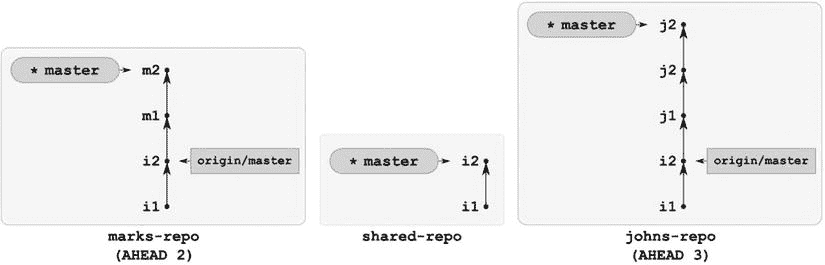 * master
m2
m1
i2
origin/master
i1
marks-repo
(AHEAD 2)
* master
i2
i1
shared-repo
* master
j2
j2
j1
i2
origin/master
i1
johns-repo
(AHEAD 3)